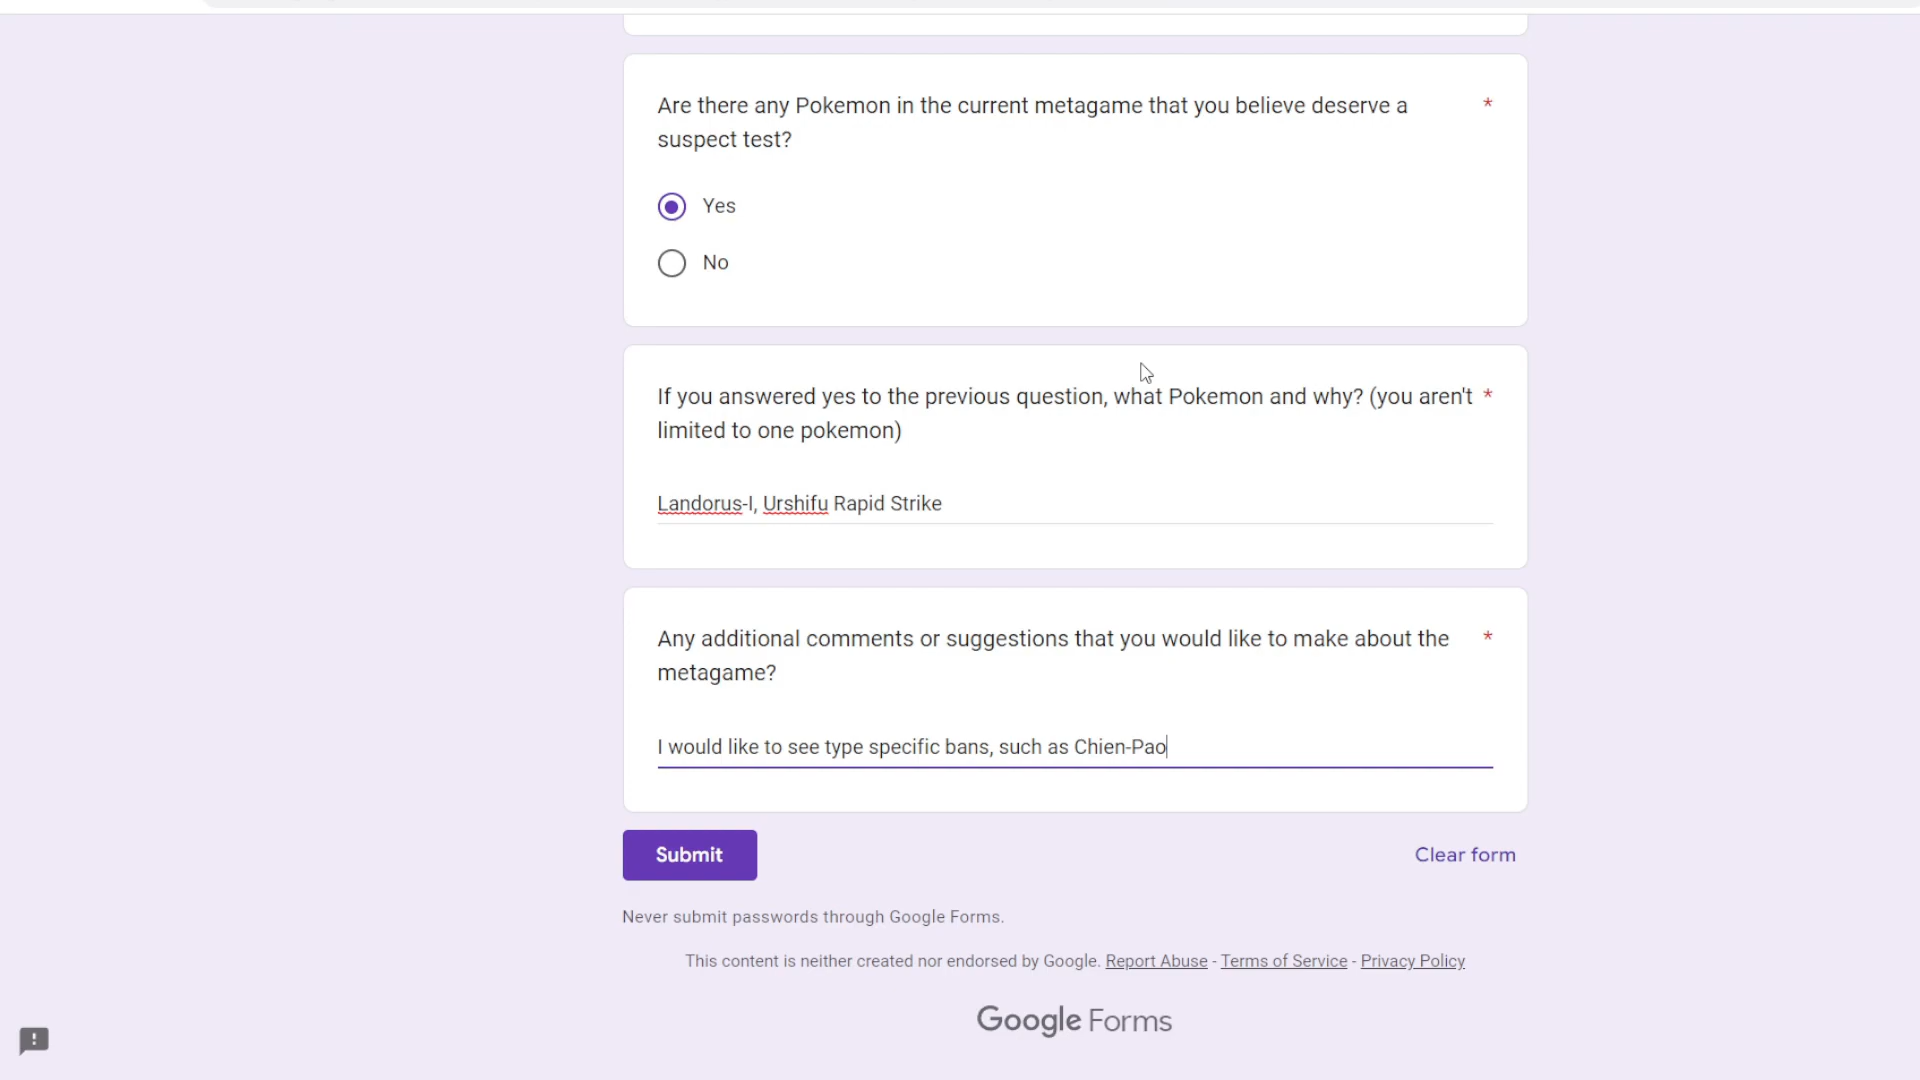 Are there any Pokemon in the current metagame that you believe deserve a *
suspect test?
Yes
No
If you answered yes to the previous question, what Pokemon and why? (you aren't *
limited to one pokemon)
Landorus-I, Urshifu Rapid Strike
Any additional comments or suggestions that you would like to make about the *
metagame?
I would like to see type specific bans, such as Chien-Pao
Submit
Clear form
Never submit passwords through Google Forms.
This content is neither created nor endorsed by Google. Report Abuse - Terms of Service - Privacy Policy
Google Forms